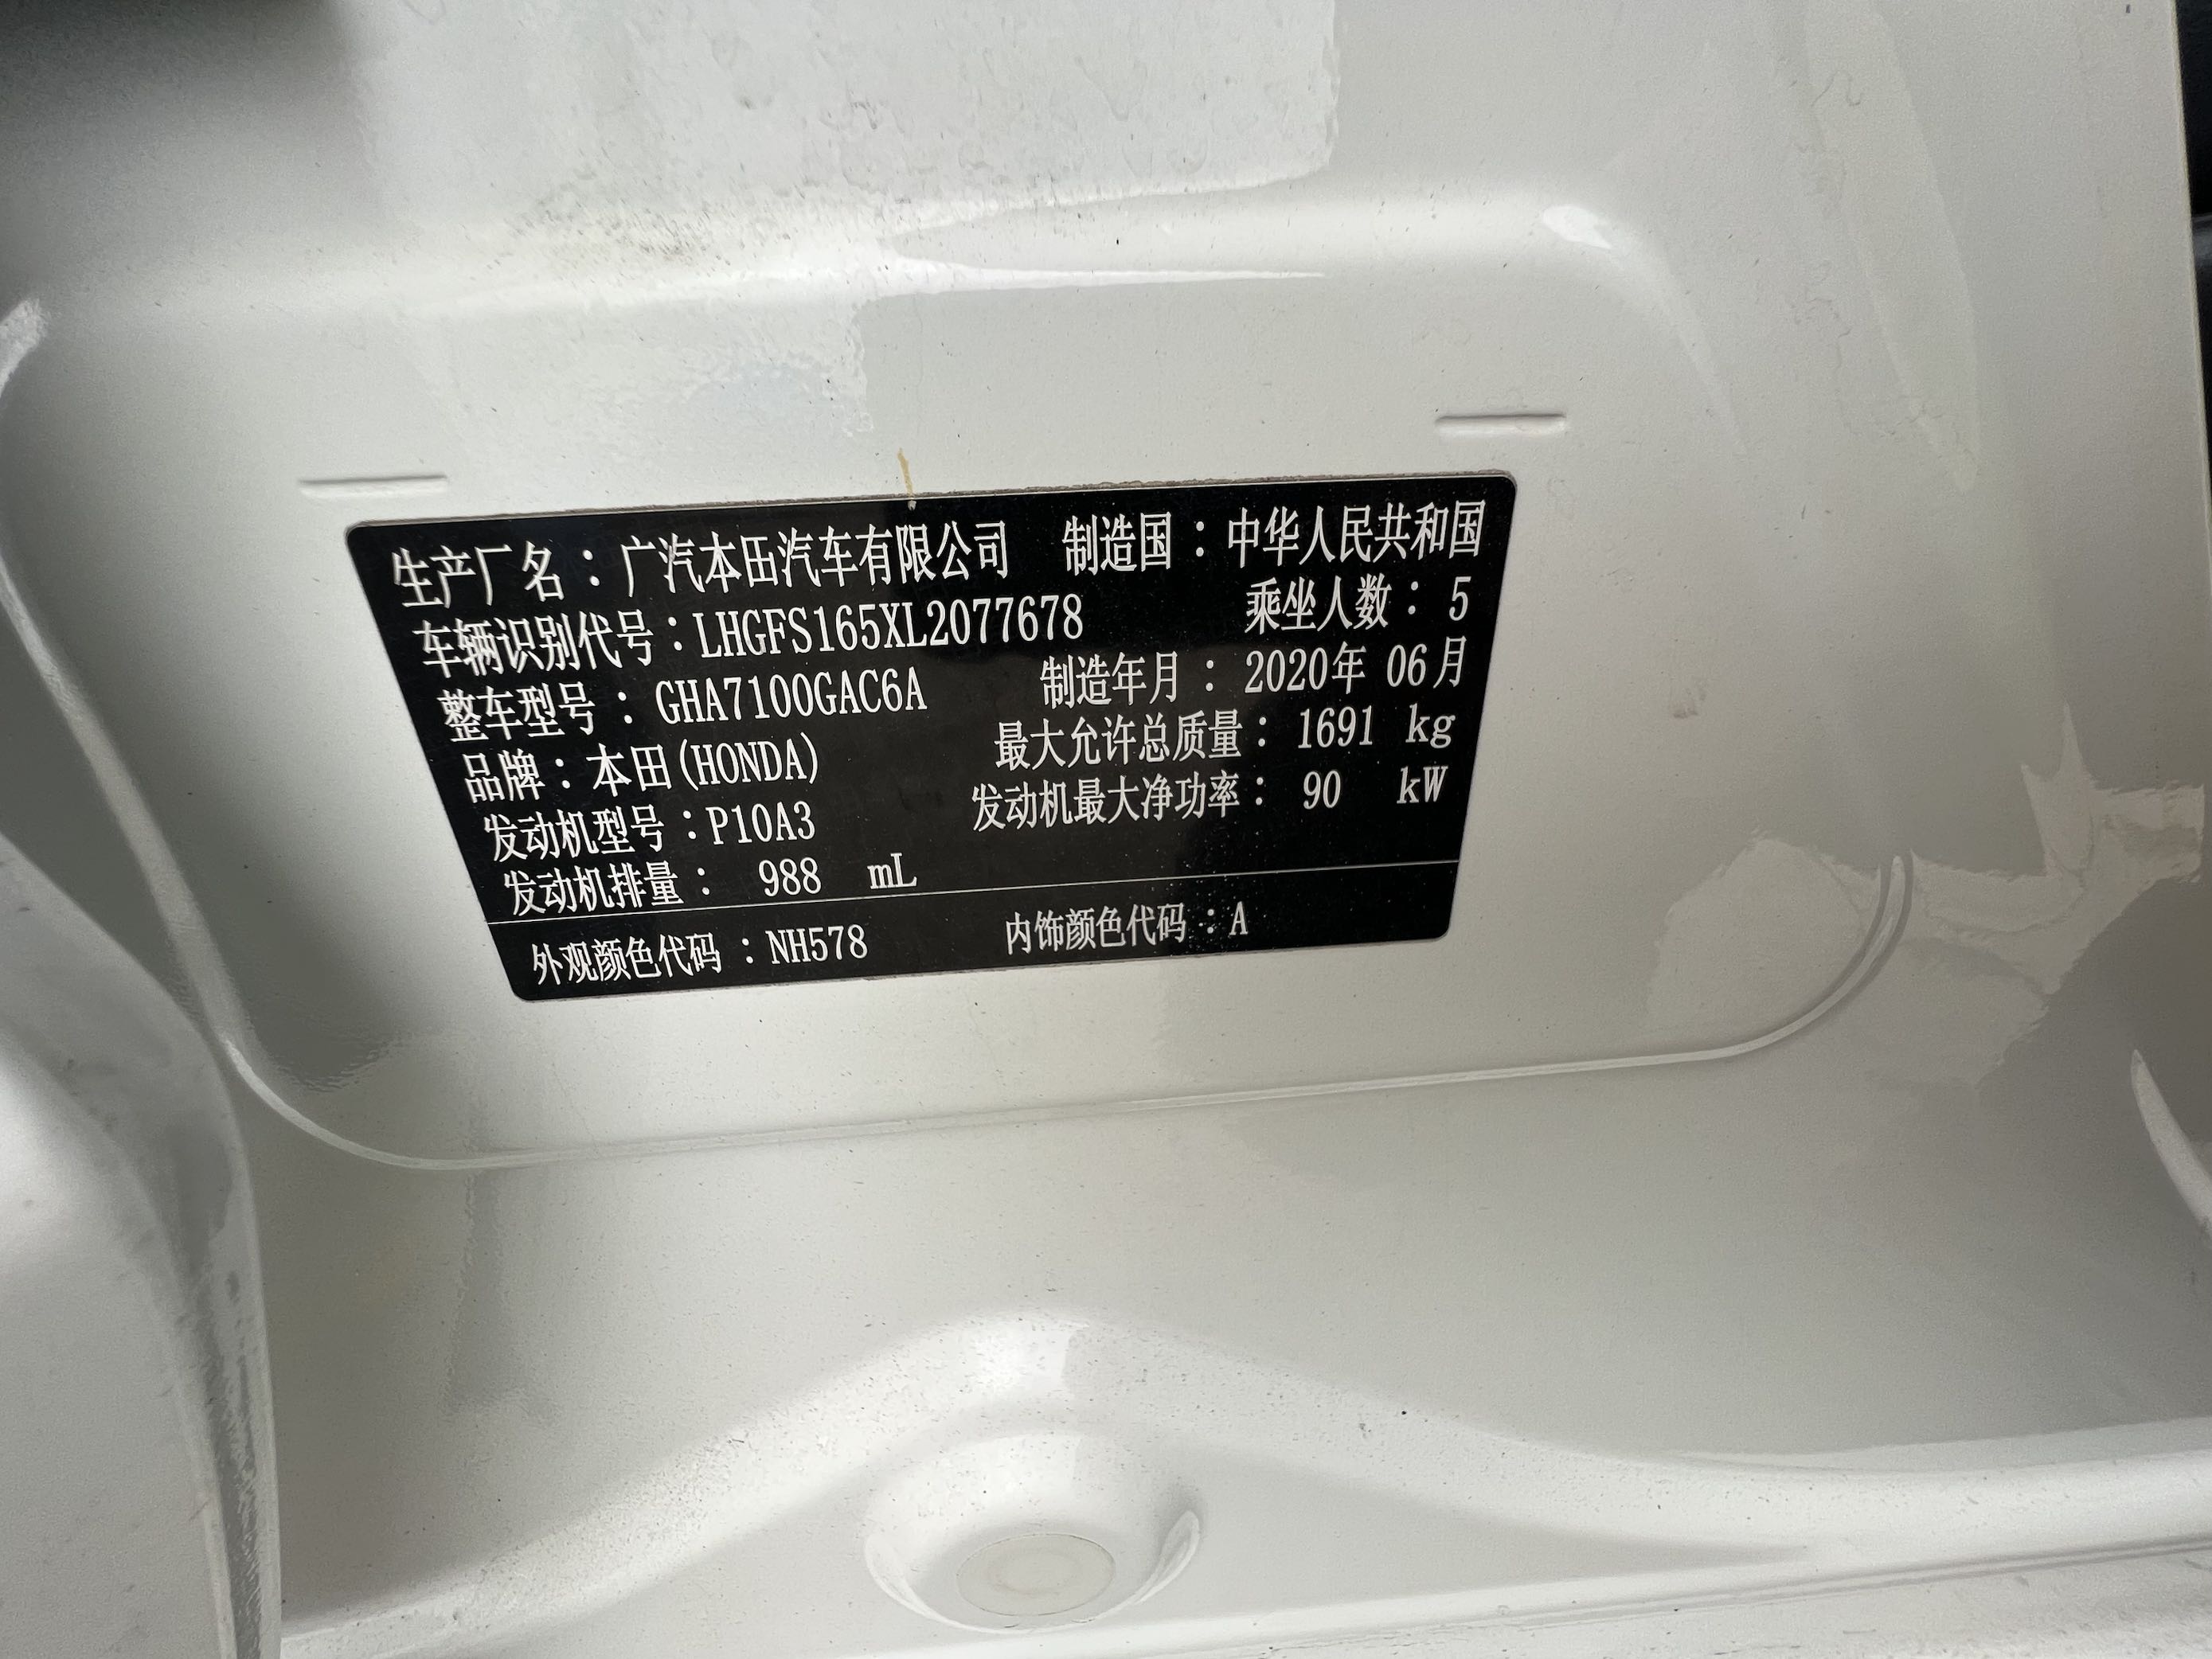 生产厂名：广汽本田汽车有限公司 制造国：中华人民共和国
车辆识别代号：LHGFS165XL2077678 乘坐人数：5
整车型号：GHA7100GAC6A 制造年月：2020年 06月
品牌：本田(HONDA) 最大允许总质量：1691 kg
发动机型号：P10A3 发动机最大净功率：90 kW
发动机排量：988 mL
外观颜色代码：NH578 内饰颜色代码：A